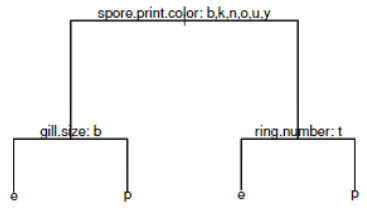 spore.print.color: b,k,n,o,u,y
gill.size: b
ring.number: t
e
p
e
p